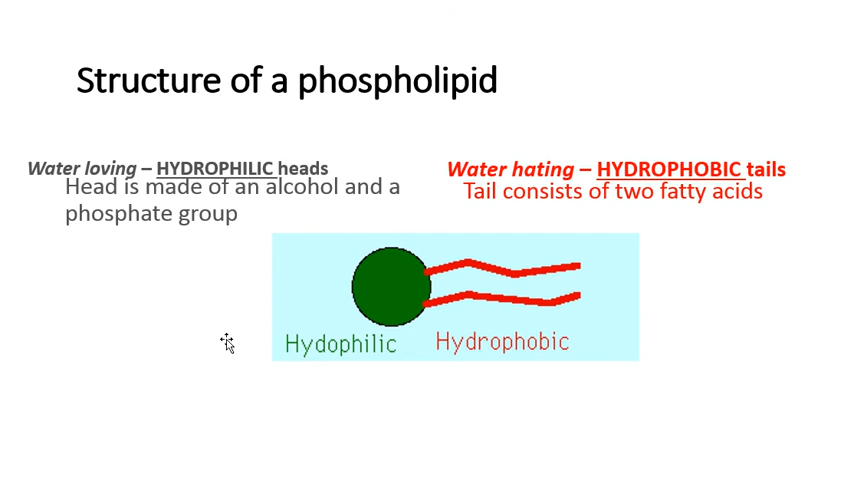 Structure of a phospholipid
Water loving – HYDROPHILIC heads
Head is made of an alcohol and a
phosphate group
Water hating – HYDROPHOBIC tails
Tail consists of two fatty acids
Hydophilic
Hydrophobic